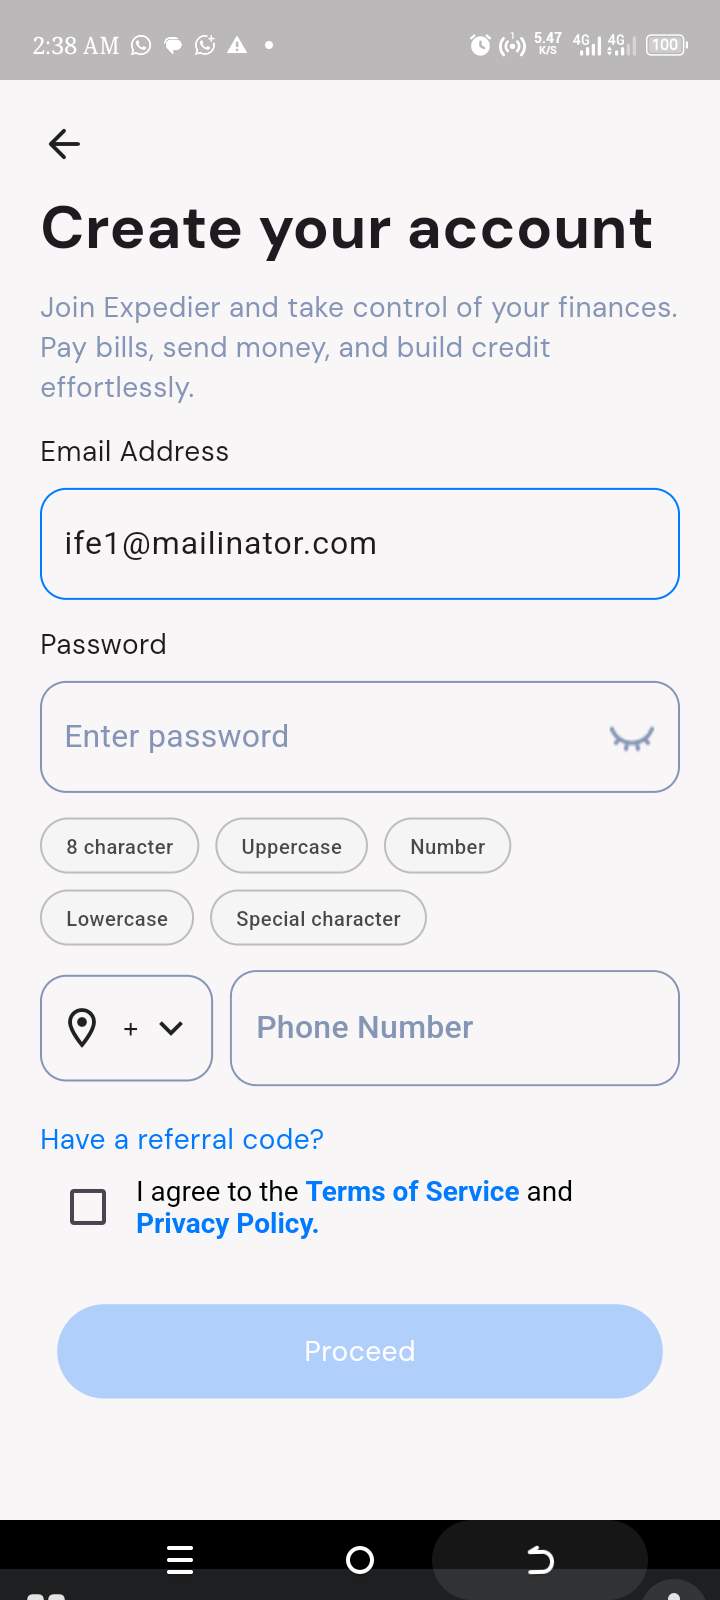 2:38 AM 1 5.47 K/S 4G 4G 100
Create your account
Join Expedier and take control of your finances.
Pay bills, send money, and build credit
effortlessly.
Email Address
ife1@mailinator.com
Password
Enter password
8 character Uppercase Number
Lowercase Special character
+ Phone Number
Have a referral code?
I agree to the Terms of Service and
Privacy Policy.
Proceed